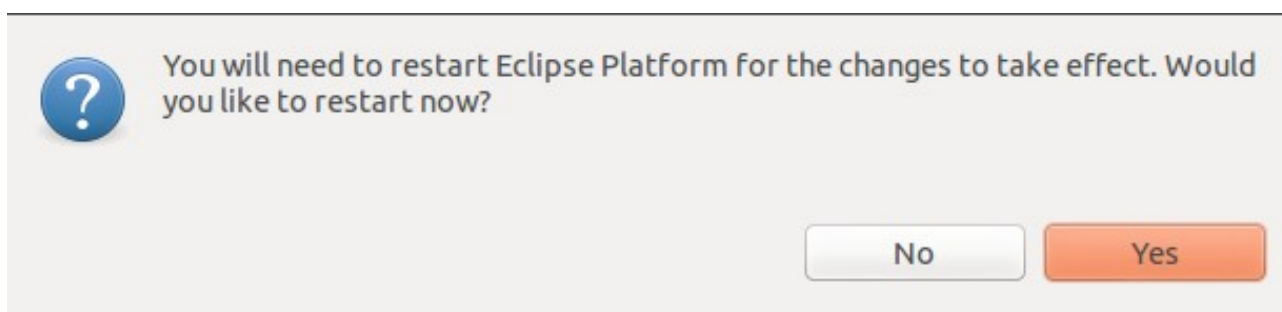 You will need to restart Eclipse Platform for the changes to take effect. Would
you like to restart now?
No
Yes